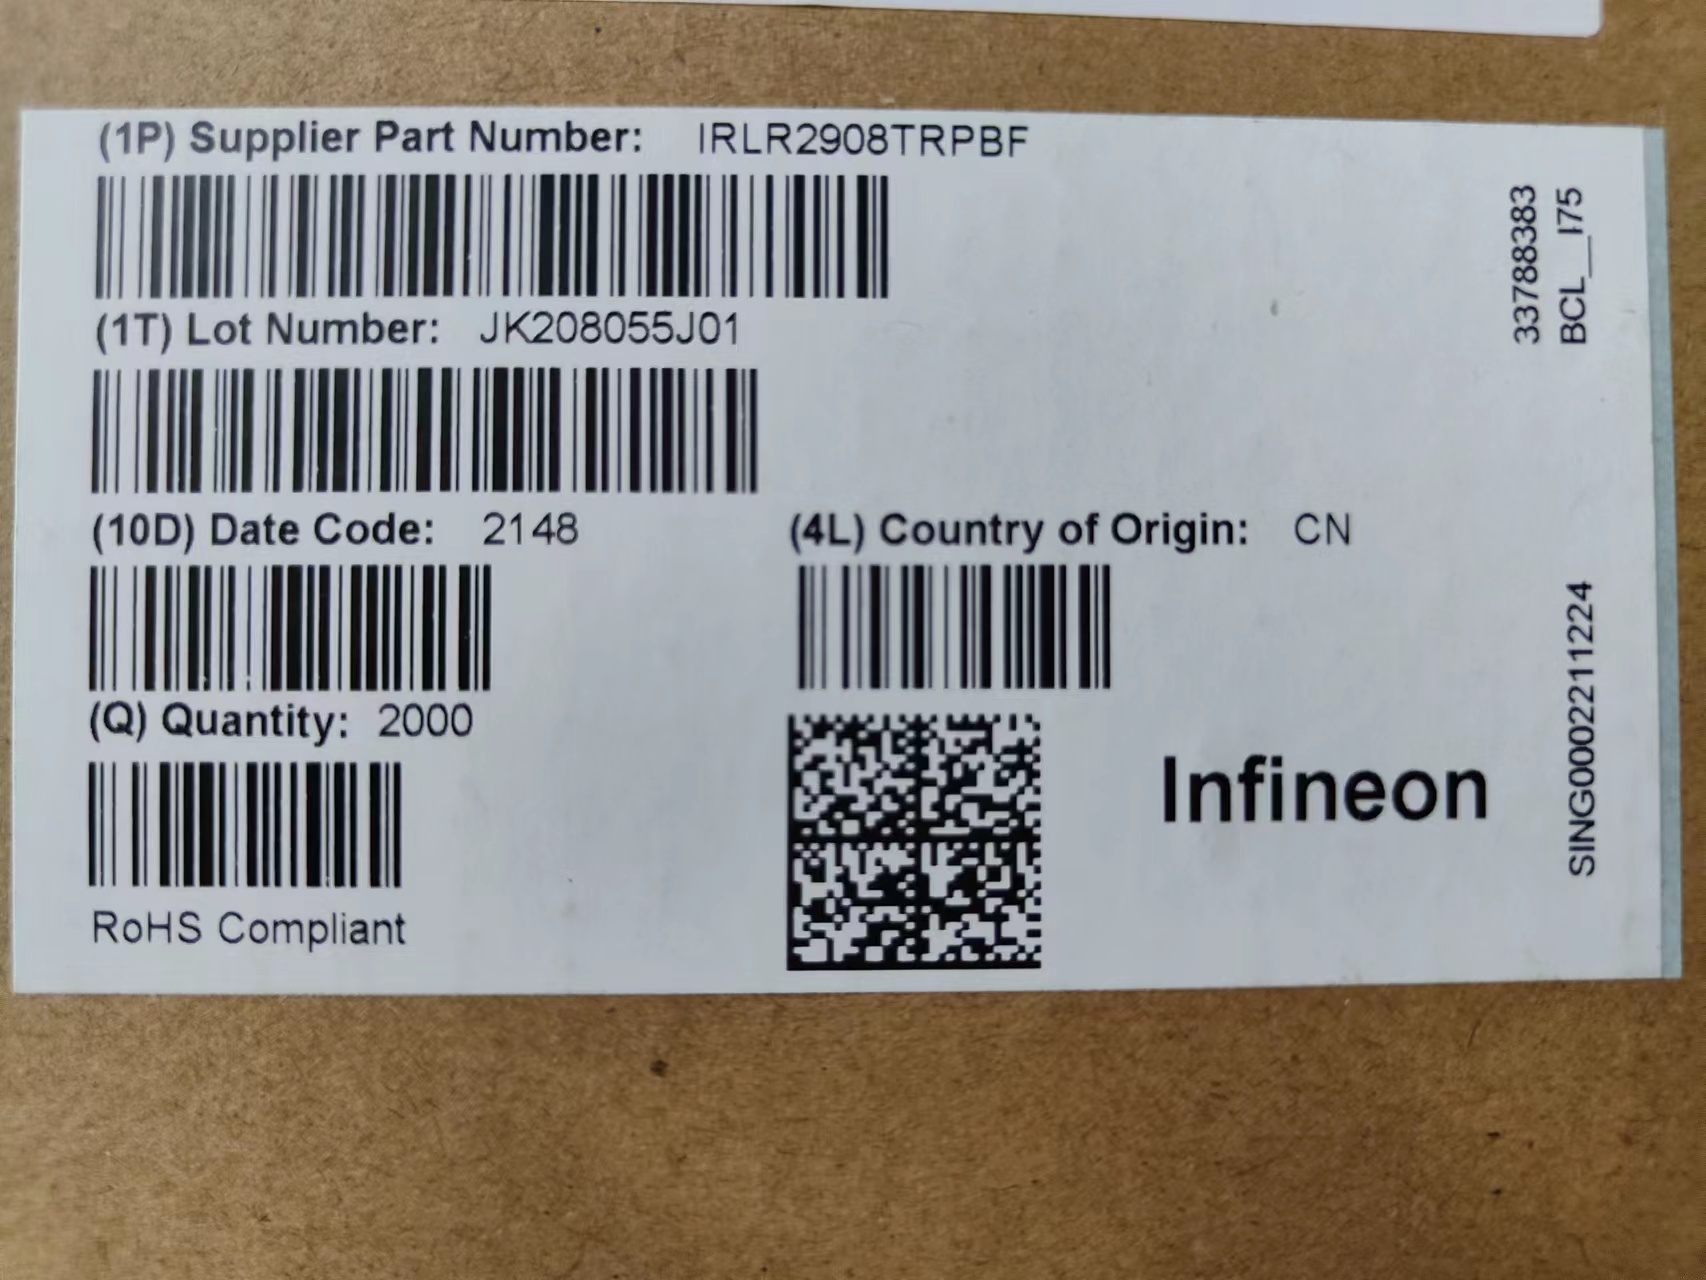 (1P) Supplier Part Number: IRLR2908TRPBF
(1T) Lot Number: JK208055J01
(10D) Date Code: 2148
(4L) Country of Origin: CN
(Q) Quantity: 2000
RoHS Compliant
Infineon
33788383
BCL__I75
SING0002211224